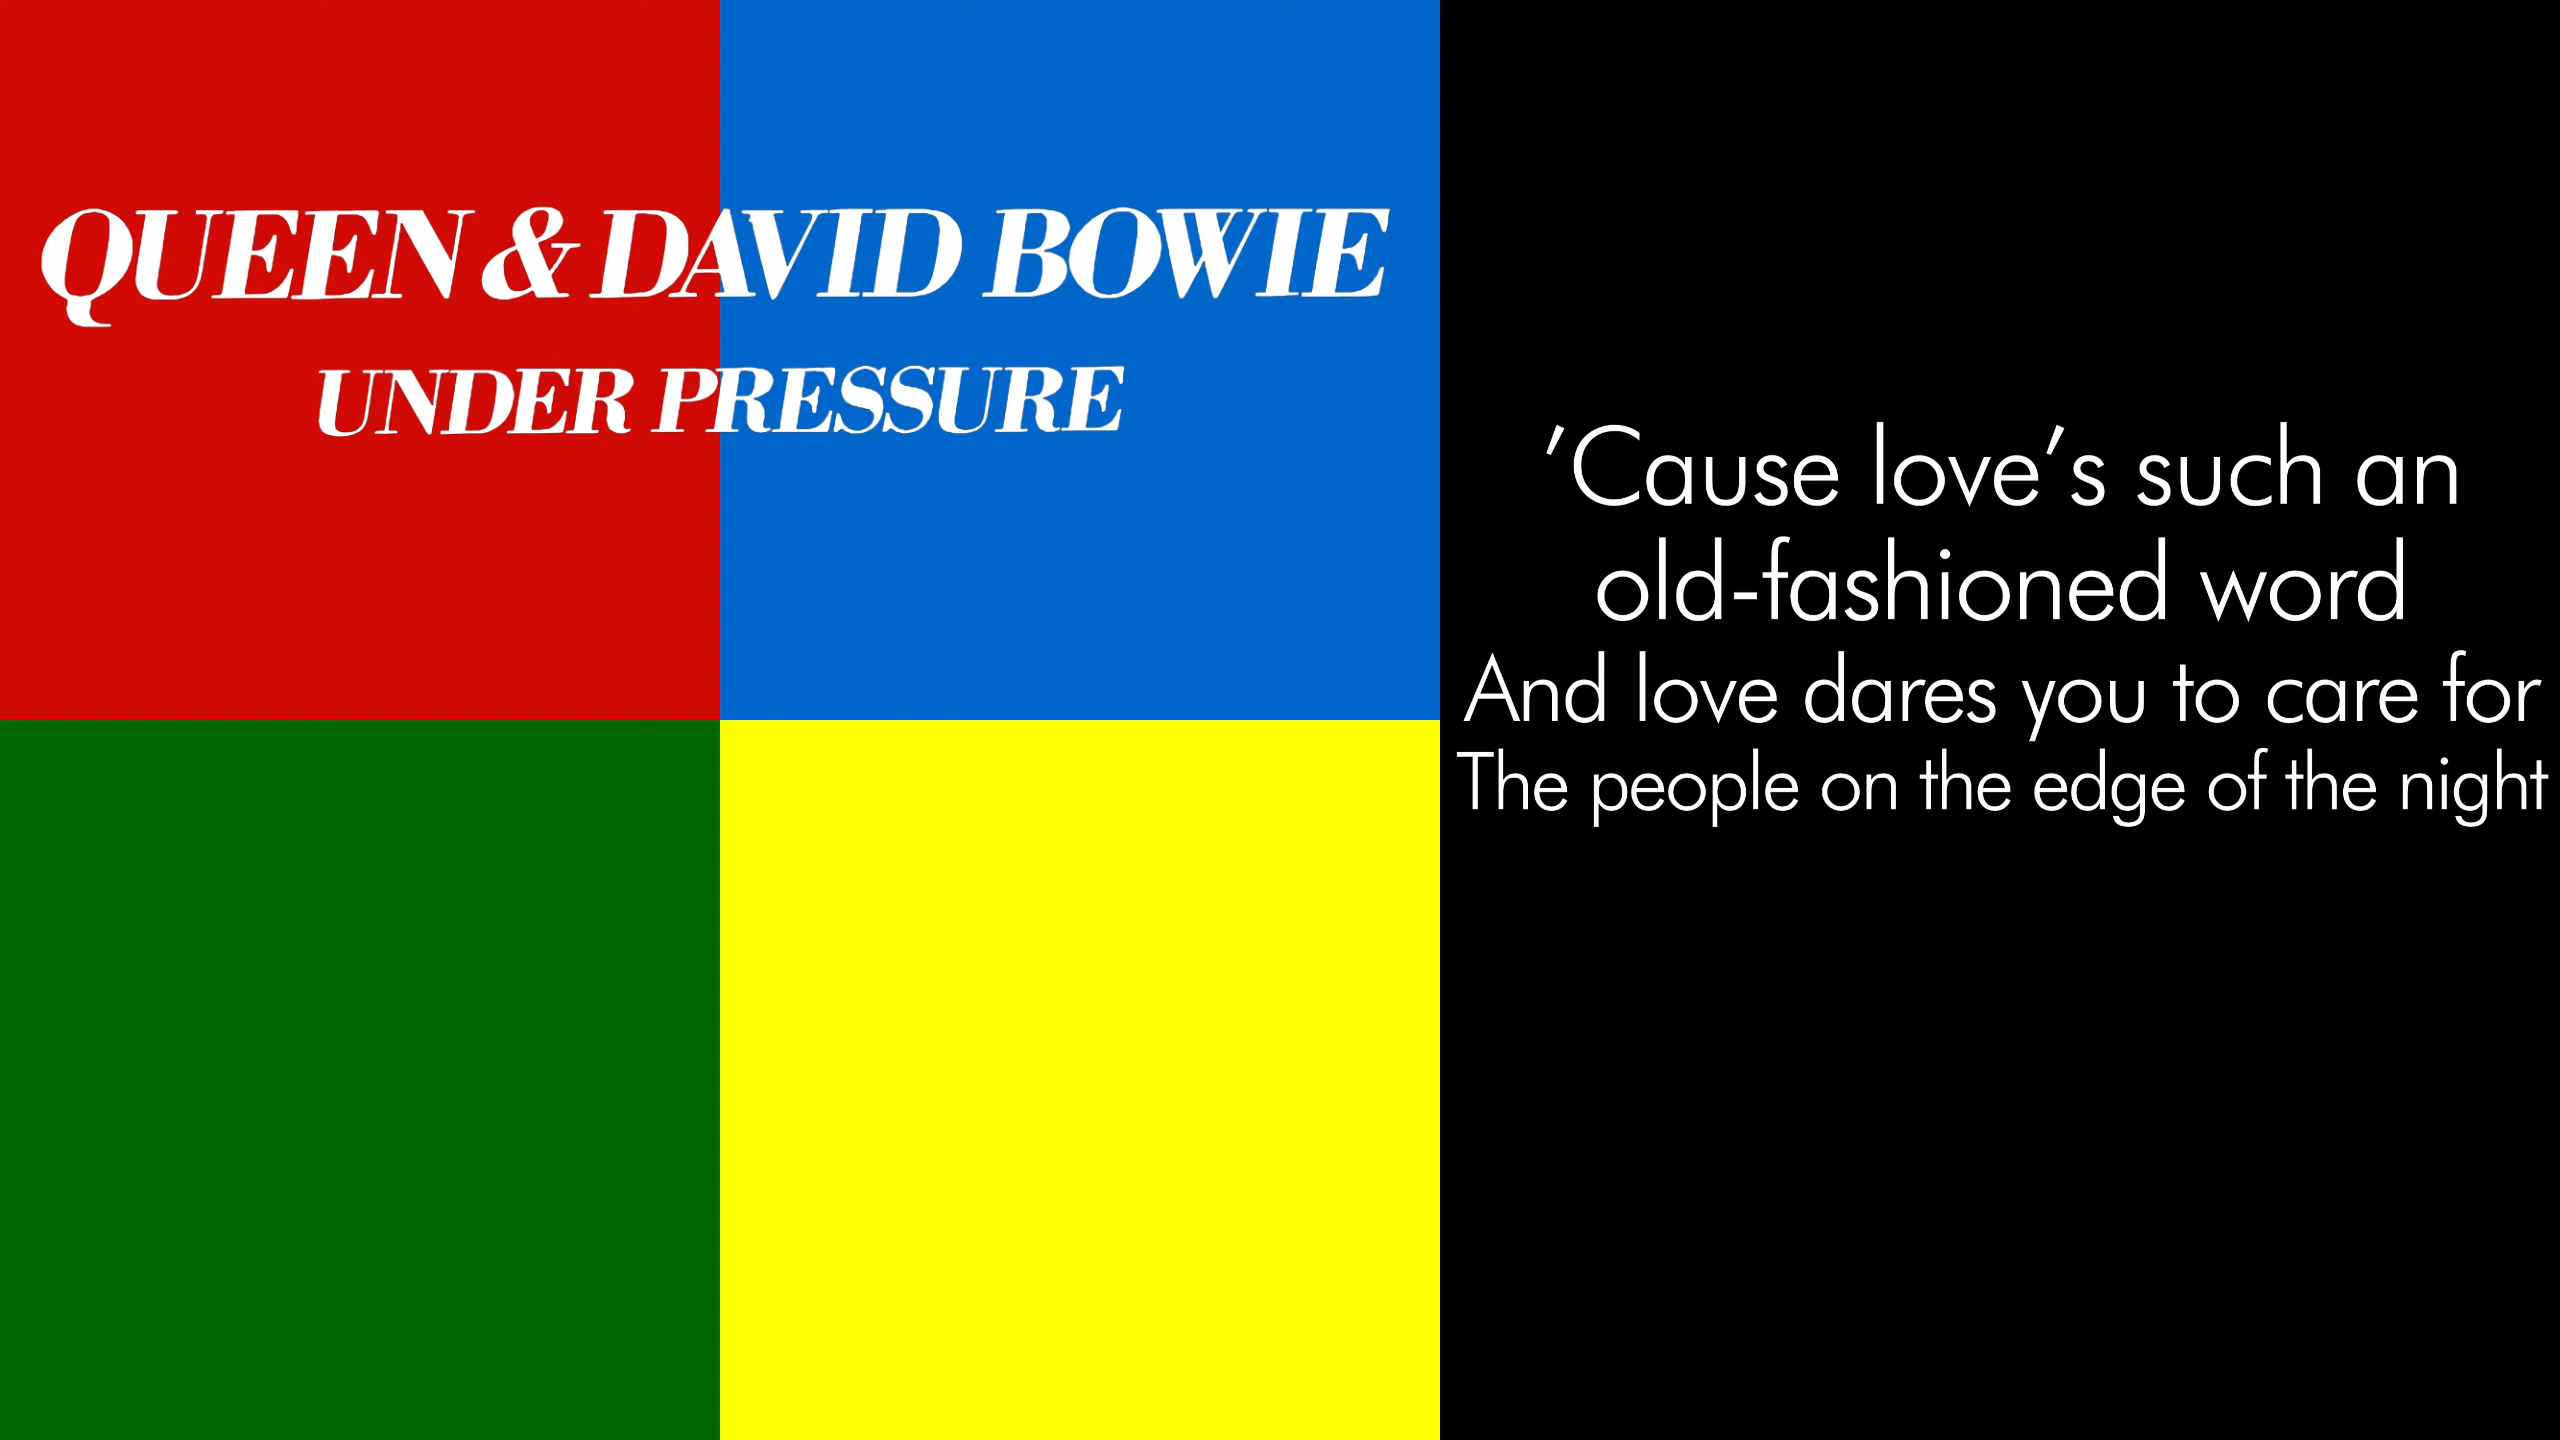 QUEEN & DAVID BOWIE
UNDER PRESSURE
’Cause love’s such an
old-fashioned word
And love dares you to care for
The people on the edge of the night